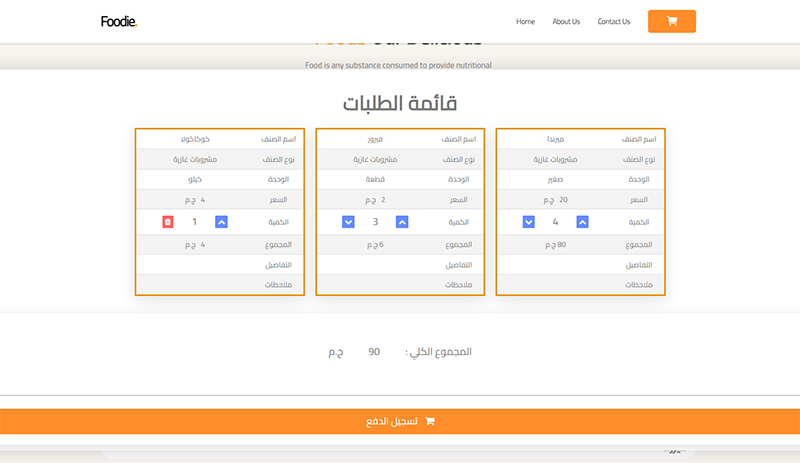 Foodie.
Home About Us Contact Us
Foods Our Delicious
Food is any substance consumed to provide nutritional
قائمة الطلبات
اسم الصنف ميرندا
نوع الصنف مشروبات غازية
الوحدة صغير
السعر 20 ج.م
الكمية 4
المجموع 80 ج.م
التفاصيل
ملاحظات
اسم الصنف فيروز
نوع الصنف مشروبات غازية
الوحدة قطعة
السعر 2 ج.م
الكمية 3
المجموع 6 ج.م
التفاصيل
ملاحظات
اسم الصنف كوكاكولا
نوع الصنف مشروبات غازية
الوحدة كيلو
السعر 4 ج.م
الكمية 1
المجموع 4 ج.م
التفاصيل
ملاحظات
المجموع الكلي : 90 ج.م
تسجيل الدفع